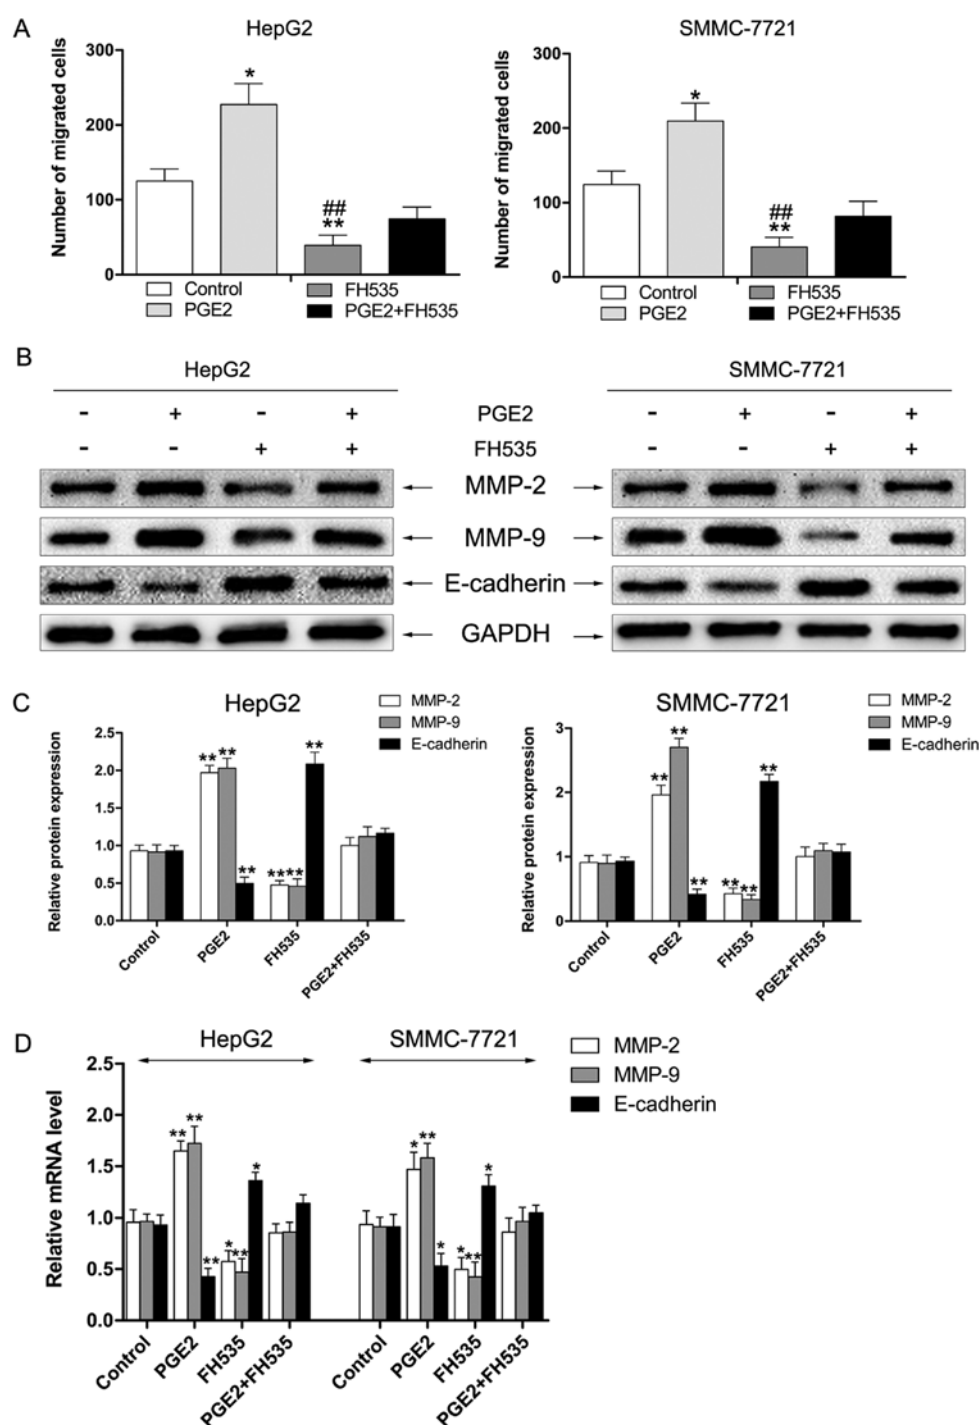 A
HepG2
SMMC-7721
Number of migrated cells
300
200
100
0
*
##
**
Control
FH535
PGE2
PGE2+FH535
Number of migrated cells
300
200
100
0
*
##
**
Control
FH535
PGE2
PGE2+FH535
B
HepG2
SMMC-7721
- + - + PGE2 - + - +
- - + + FH535 - - + +
MMP-2
MMP-9
E-cadherin
GAPDH
C
HepG2
MMP-2
MMP-9
E-cadherin
Relative protein expression
2.5
2.0
1.5
1.0
0.5
0.0
** ** ** ** ** **
Control PGE2 FH535 PGE2+FH535
SMMC-7721
MMP-2
MMP-9
E-cadherin
Relative protein expression
3
2
1
0
** ** ** ** ** **
Control PGE2 FH535 PGE2+FH535
D
HepG2
SMMC-7721
MMP-2
MMP-9
E-cadherin
Relative mRNA level
2.5
2.0
1.5
1.0
0.5
0.0
** ** ** * ** * * ** * * ** *
Control PGE2 FH535 PGE2+FH535 Control PGE2 FH535 PGE2+FH535